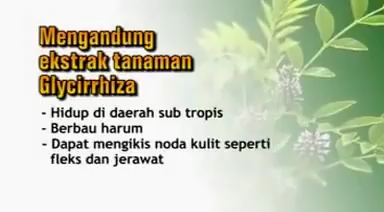 Mengandung
ekstrak tanaman
Glycirrhiza
- Hidup di daerah sub tropis
- Berbau harum
- Dapat mengikis noda kulit seperti
fleks dan jerawat